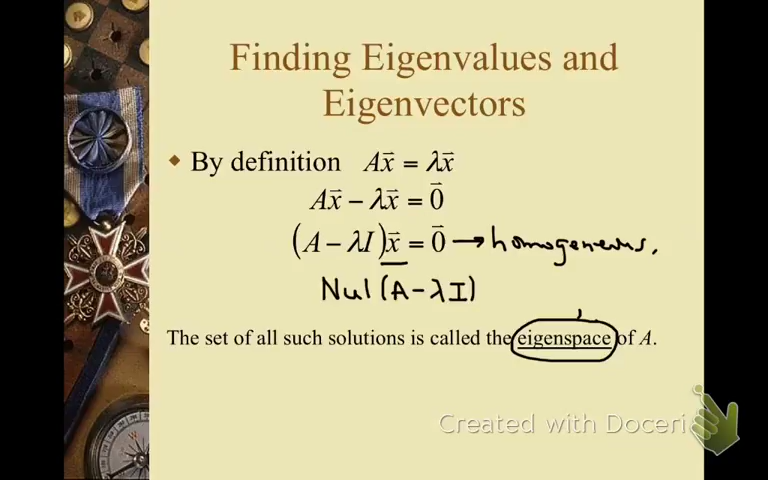 Finding Eigenvalues and
Eigenvectors
By definition Ax⃗ = λx⃗
Ax⃗ − λx⃗ = 0⃗
(A − λI)x⃗ = 0⃗ → homogeneous.
Nul(A−λI)
The set of all such solutions is called the eigenspace of A.
Created with Doceri